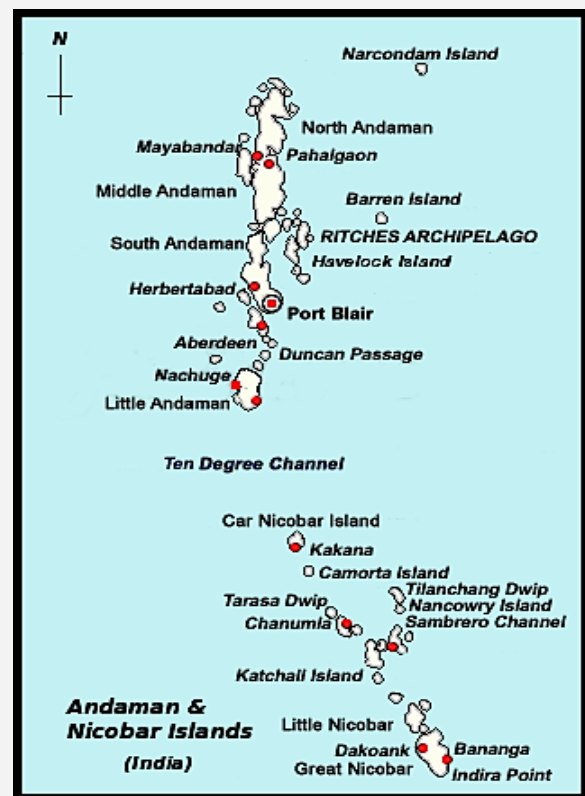 N
Narcondam Island
North Andaman
Mayabandar
Pahalgaon
Middle Andaman
Barren Island
South Andaman
RITCHES ARCHIPELAGO
Havelock Island
Herbertabad
Port Blair
Aberdeen
Duncan Passage
Nachuge
Little Andaman
Ten Degree Channel
Car Nicobar Island
Kakana
Camorta Island
Tilanchang Dwip
Tarasa Dwip
Nancowry Island
Chanumla
Sambrero Channel
Katchall Island
Andaman &
Nicobar Islands
(India)
Little Nicobar
Dakoank
Bananga
Great Nicobar
Indira Point